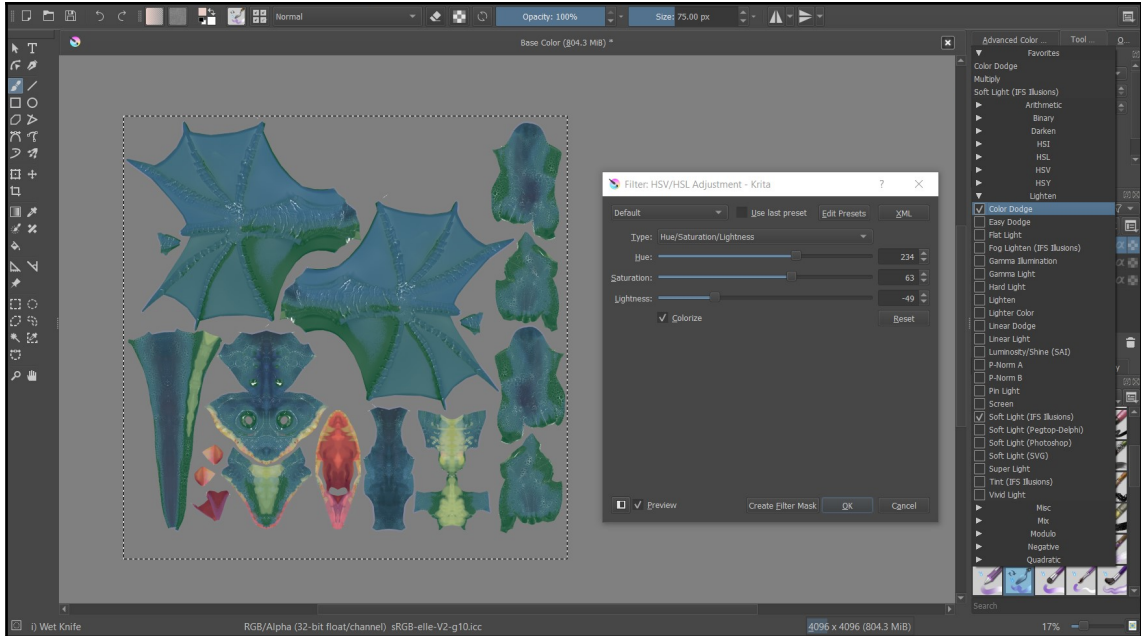 Normal
Opacity: 100%
Size: 75.00 px
Base Color (804.3 MiB) *
Advanced Color ...
Tool ...
O...
Favorites
Color Dodge
Multiply
Soft Light (IFS Illusions)
Arithmetic
Binary
Darken
HSI
HSL
HSV
HSY
Lighten
Color Dodge
Easy Dodge
Flat Light
Fog Lighten (IFS Illusions)
Gamma Illumination
Gamma Light
Hard Light
Lighten
Lighter Color
Linear Dodge
Linear Light
Luminosity/Shine (SAI)
P-Norm A
P-Norm B
Pin Light
Screen
Soft Light (IFS Illusions)
Soft Light (Pegtop-Delphi)
Soft Light (Photoshop)
Soft Light (SVG)
Super Light
Tint (IFS Illusions)
Vivid Light
Misc
Mix
Modulo
Negative
Quadratic
Search
Filter: HSV/HSL Adjustment - Krita
Default
Use last preset
Edit Presets
XML
Type: Hue/Saturation/Lightness
Hue: 234
Saturation: 63
Lightness: -49
Colorize
Reset
Preview
Create Filter Mask
OK
Cancel
i) Wet Knife
RGB/Alpha (32-bit float/channel) sRGB-elle-V2-g10.icc
4096 x 4096 (804.3 MiB)
17%